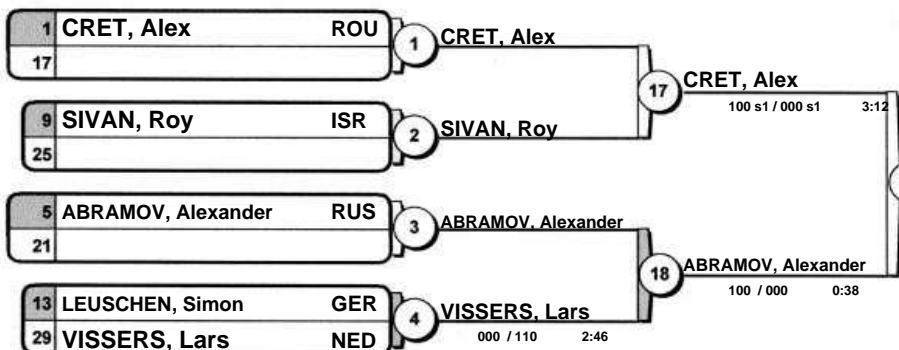 1 CRET, Alex ROU
17
1
CRET, Alex
9 SIVAN, Roy ISR
25
2
SIVAN, Roy
17
CRET, Alex
100 s1 / 000 s1 3:12
5 ABRAMOV, Alexander RUS
21
3
ABRAMOV, Alexander
13 LEUSCHEN, Simon GER
29 VISSERS, Lars NED
4
VISSERS, Lars
000 / 110 2:46
18
ABRAMOV, Alexander
100 / 000 0:38